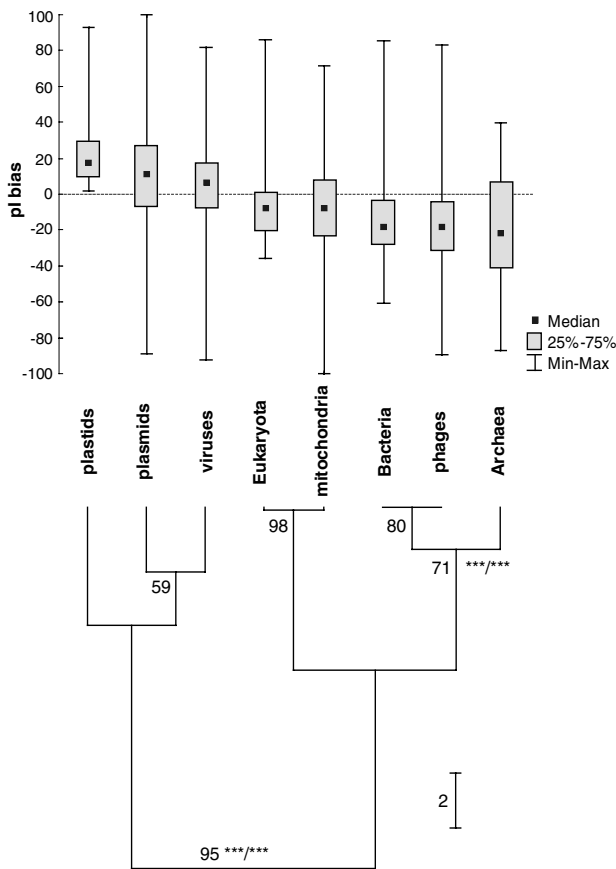 100
80
60
40
20
0
-20
-40
-60
-80
-100
pI bias
Median
25%-75%
Min-Max
plastids
plasmids
viruses
Eukaryota
mitochondria
Bacteria
phages
Archaea
98
80
59
71 ***/***
2
95 ***/***